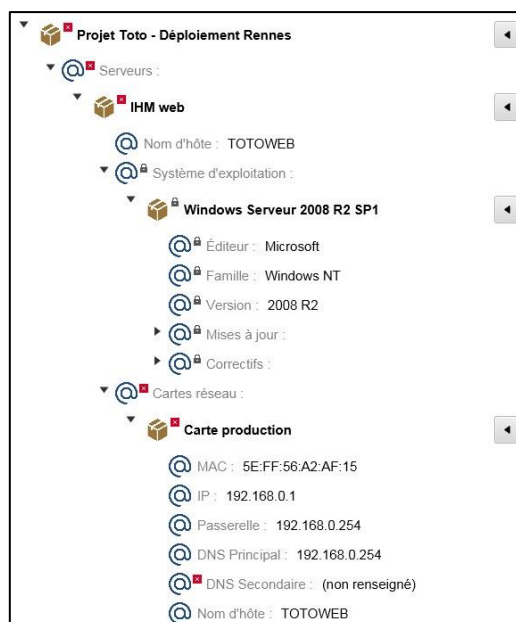 Projet Toto - Déploiement Rennes
Serveurs :
IHM web
Nom d'hôte : TOTOWEB
Système d'exploitation :
Windows Serveur 2008 R2 SP1
Éditeur : Microsoft
Famille : Windows NT
Version : 2008 R2
Mises à jour :
Correctifs :
Cartes réseau :
Carte production
MAC : 5E:FF:56:A2:AF:15
IP : 192.168.0.1
Passerelle : 192.168.0.254
DNS Principal : 192.168.0.254
DNS Secondaire : (non renseigné)
Nom d'hôte : TOTOWEB